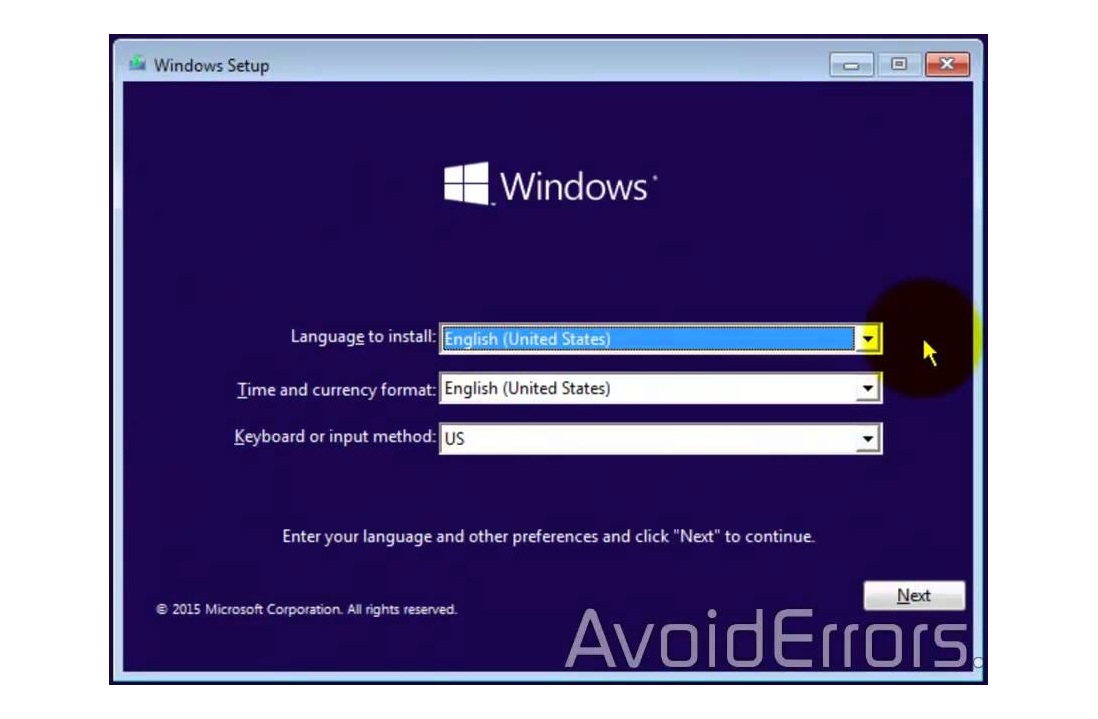 Windows Setup
Windows
Language to install: English (United States)
Time and currency format: English (United States)
Keyboard or input method: US
Enter your language and other preferences and click "Next" to continue.
Next
© 2015 Microsoft Corporation. All rights reserved.
AvoidErrors.